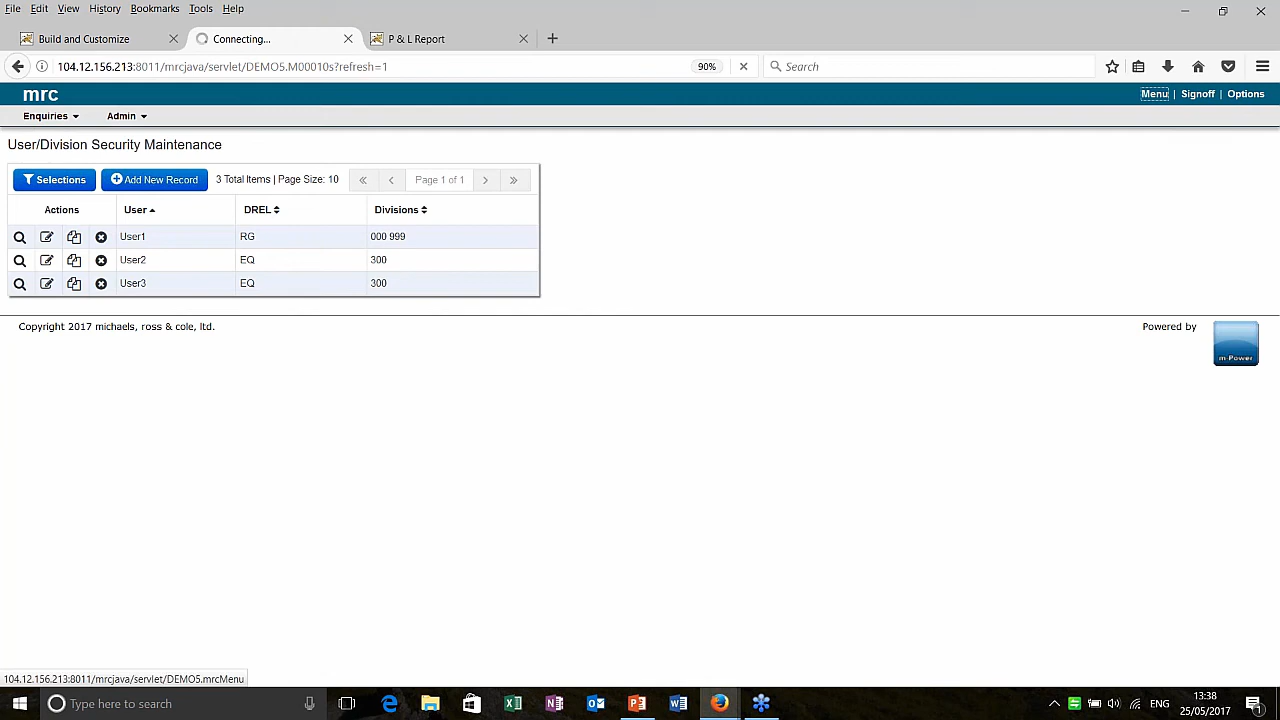 File Edit View History Bookmarks Tools Help
Build and Customize Connecting... P & L Report
104.12.156.213:8011/mrcjava/servlet/DEMO5.M00010s?refresh=1 90% Search
mrc Menu | Signoff | Options
Enquiries Admin
User/Division Security Maintenance
Selections Add New Record 3 Total Items | Page Size: 10 Page 1 of 1
Actions User DREL Divisions
User1 RG 000 999
User2 EQ 300
User3 EQ 300
Copyright 2017 michaels, ross & cole, ltd. Powered by
m-Power
104.12.156.213:8011/mrcjava/servlet/DEMO5.mrcMenu
Type here to search ENG 13:38
25/05/2017